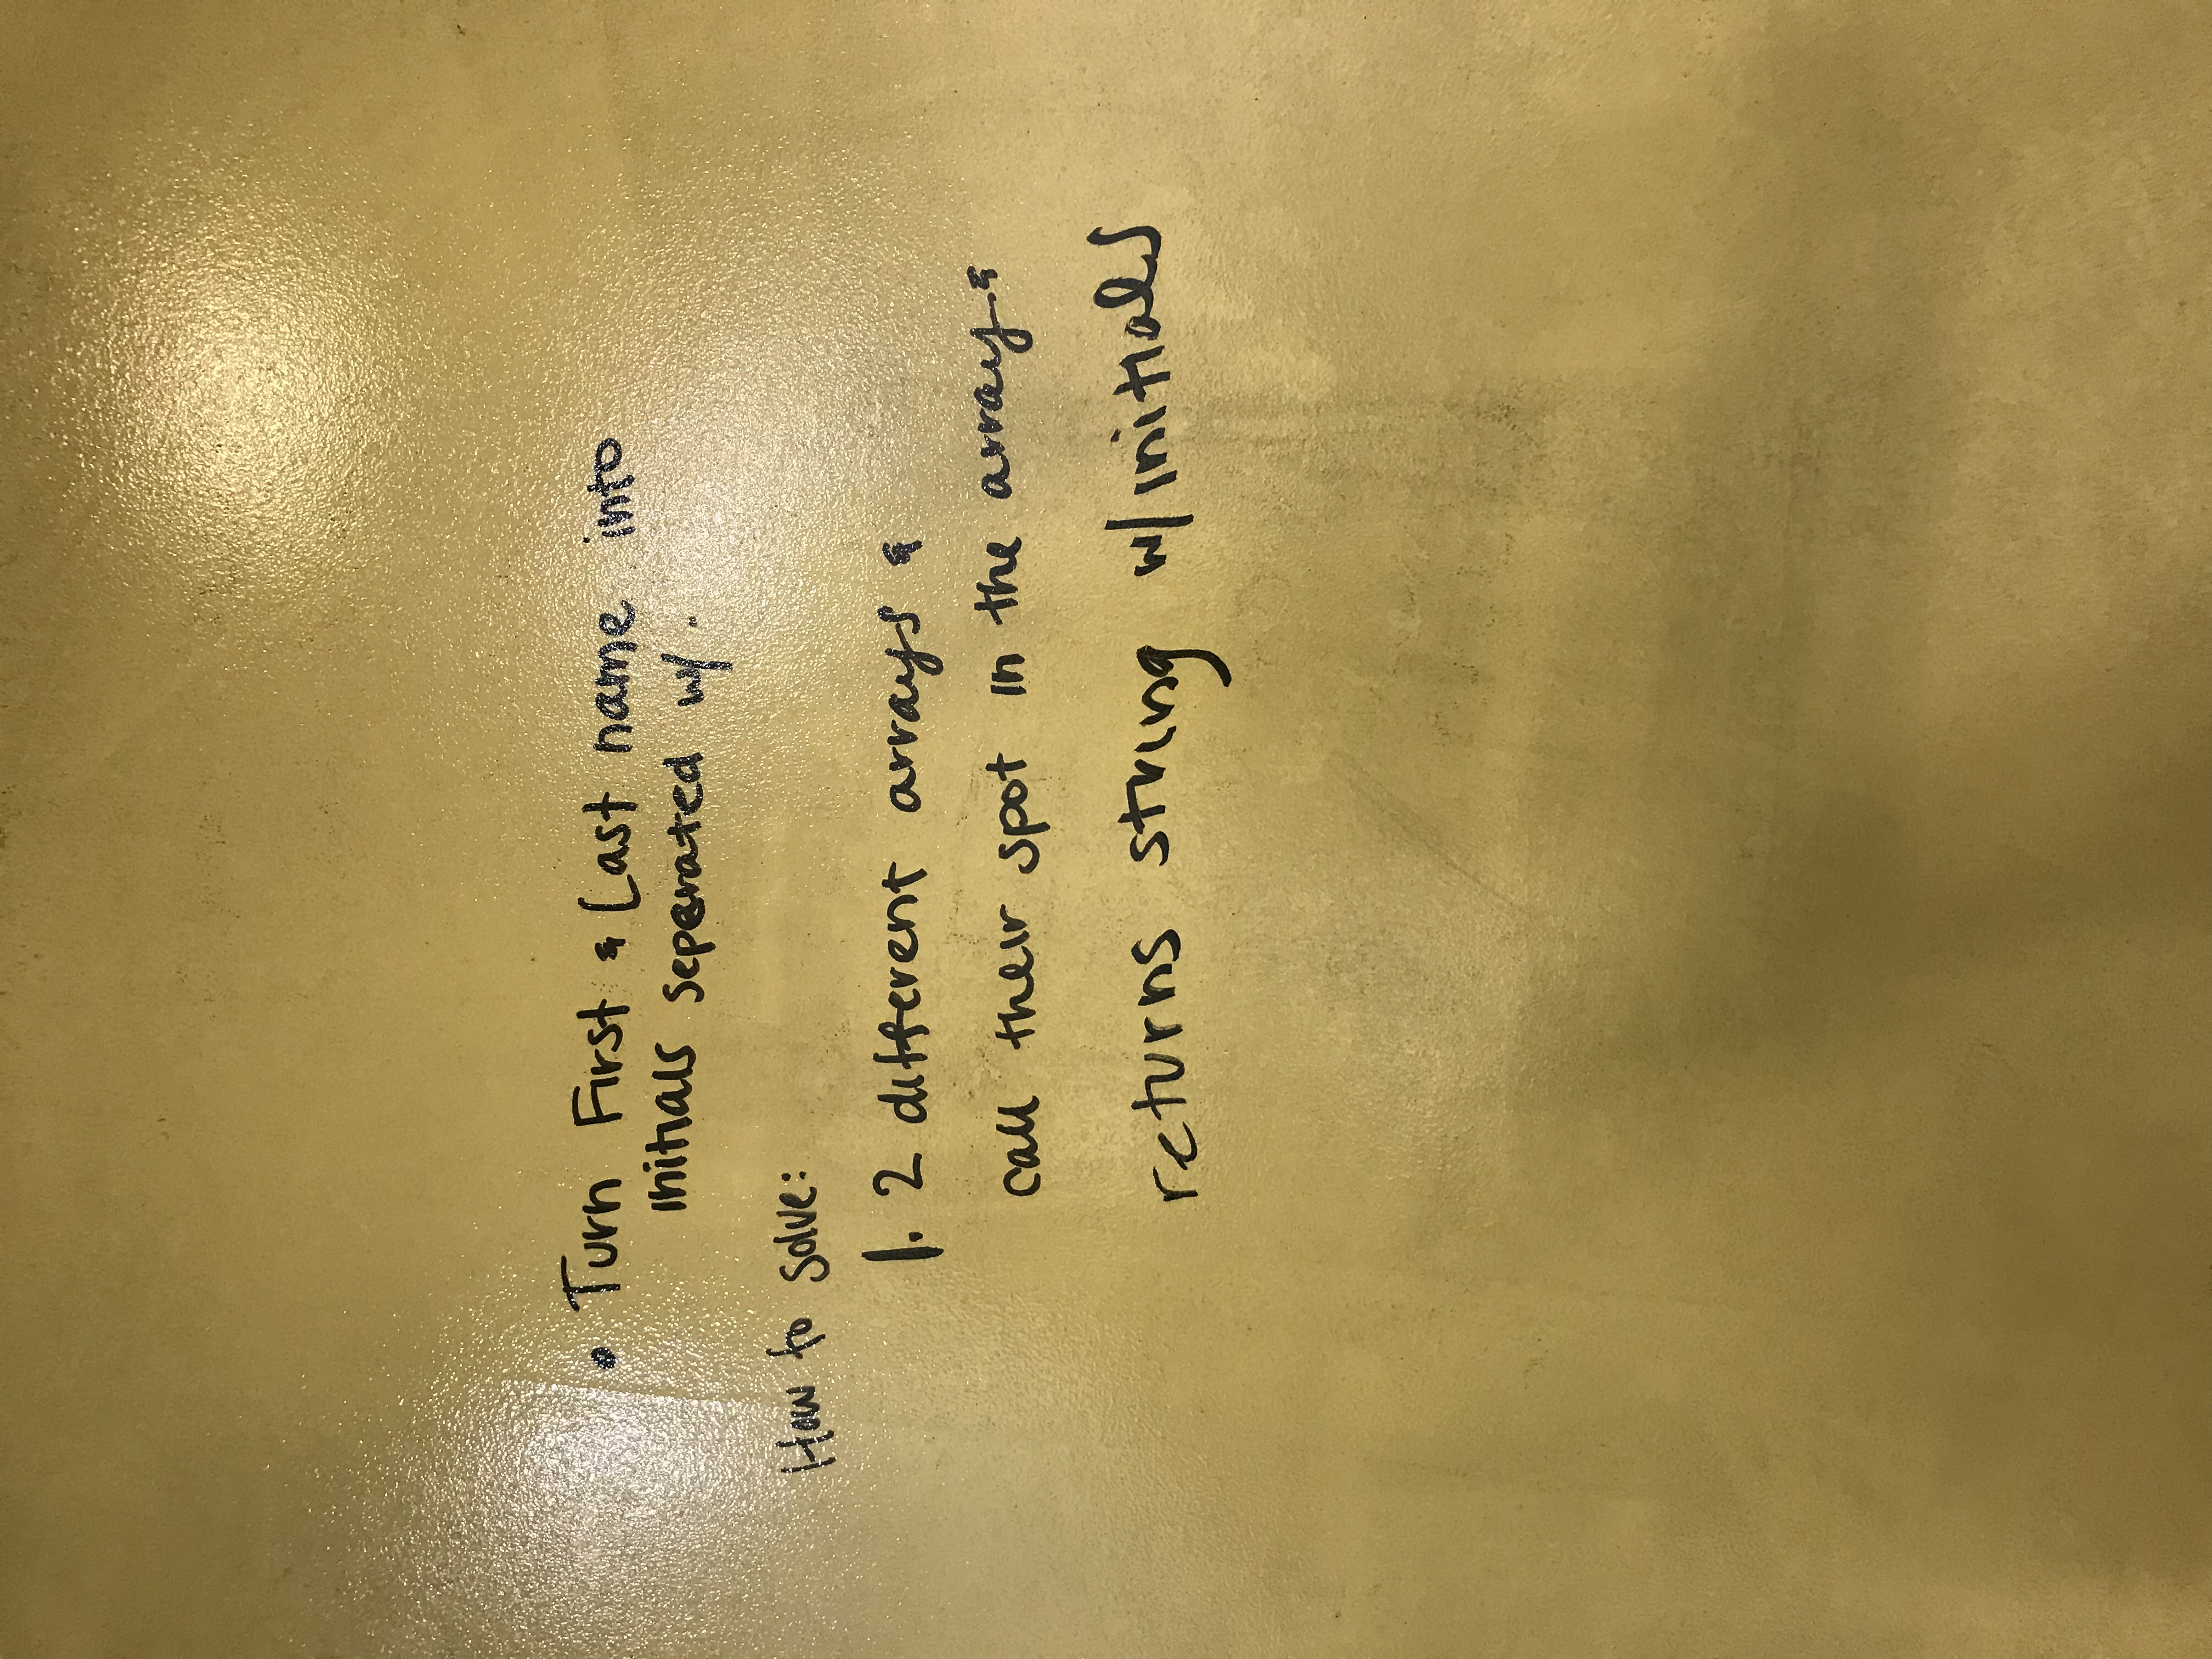 • Turn First & Last name into
initials seperated w/ .
How to solve:
1. 2 different arrays &
call their spot in the array &
returns string w/ initials